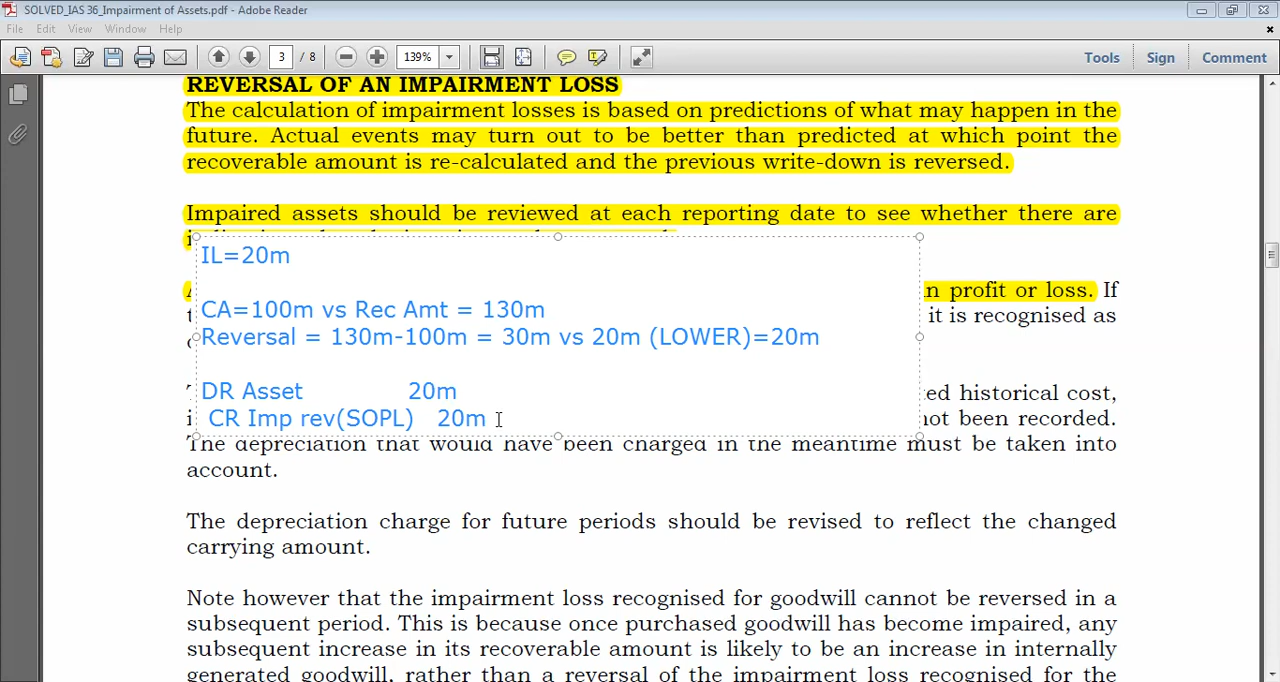 SOLVED_IAS 36_Impairment of Assets.pdf - Adobe Reader
File Edit View Window Help
3 / 8 139% Tools Sign Comment
REVERSAL OF AN IMPAIRMENT LOSS
The calculation of impairment losses is based on predictions of what may happen in the
future. Actual events may turn out to be better than predicted at which point the
recoverable amount is re-calculated and the previous write-down is reversed.
Impaired assets should be reviewed at each reporting date to see whether there are
IL=20m
n profit or loss. If
CA=100m vs Rec Amt = 130m
it is recognised as
Reversal = 130m-100m = 30m vs 20m (LOWER)=20m
DR Asset 20m
ed historical cost,
CR Imp rev(SOPL) 20m
not been recorded.
The depreciation that would have been charged in the meantime must be taken into
account.
The depreciation charge for future periods should be revised to reflect the changed
carrying amount.
Note however that the impairment loss recognised for goodwill cannot be reversed in a
subsequent period. This is because once purchased goodwill has become impaired, any
subsequent increase in its recoverable amount is likely to be an increase in internally
generated goodwill, rather than a reversal of the impairment loss recognised for the